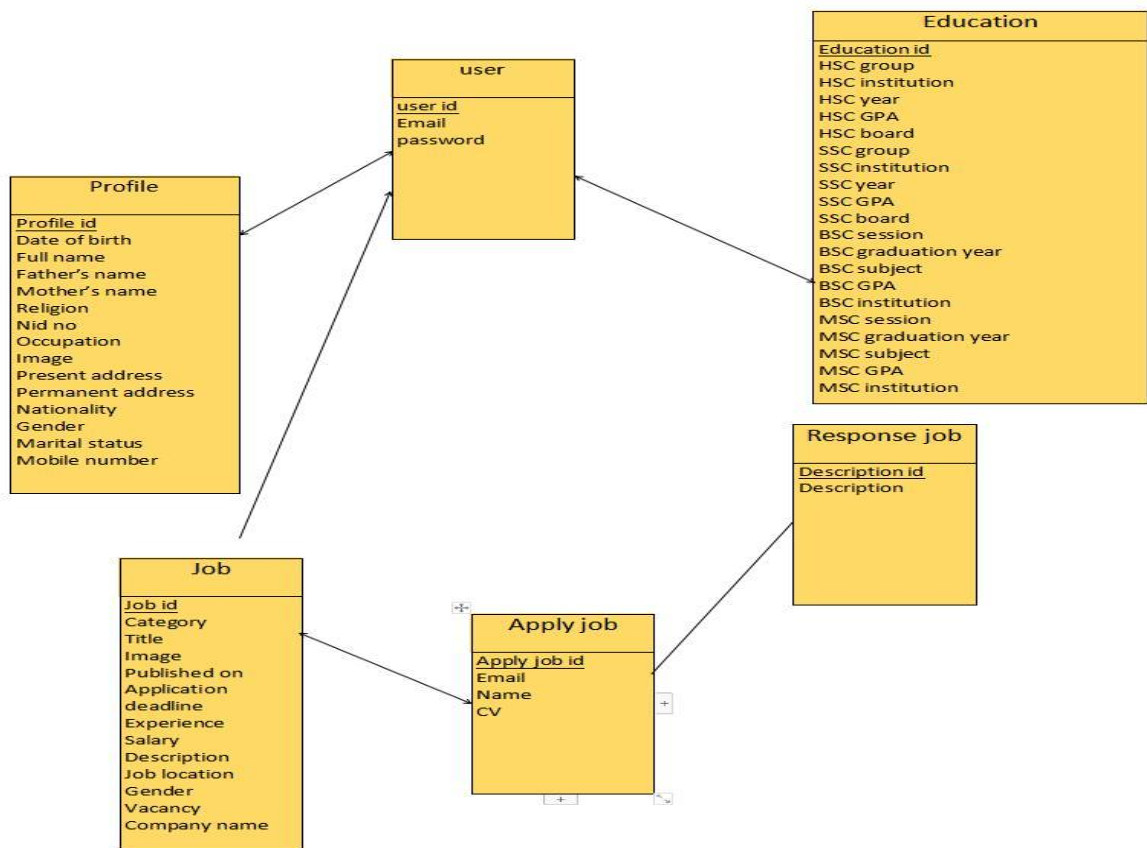 user
user id
Email
password
Education
Education id
HSC group
HSC institution
HSC year
HSC GPA
HSC board
SSC group
SSC institution
SSC year
SSC GPA
SSC board
BSC session
BSC graduation year
BSC subject
BSC GPA
BSC institution
MSC session
MSC graduation year
MSC subject
MSC GPA
MSC institution
Profile
Profile id
Date of birth
Full name
Father's name
Mother's name
Religion
Nid no
Occupation
Image
Present address
Permanent address
Nationality
Gender
Marital status
Mobile number
Response job
Description id
Description
Job
Job id
Category
Title
Image
Published on
Application
deadline
Experience
Salary
Description
Job location
Gender
Vacancy
Company name
Apply job
Apply job id
Email
Name
CV